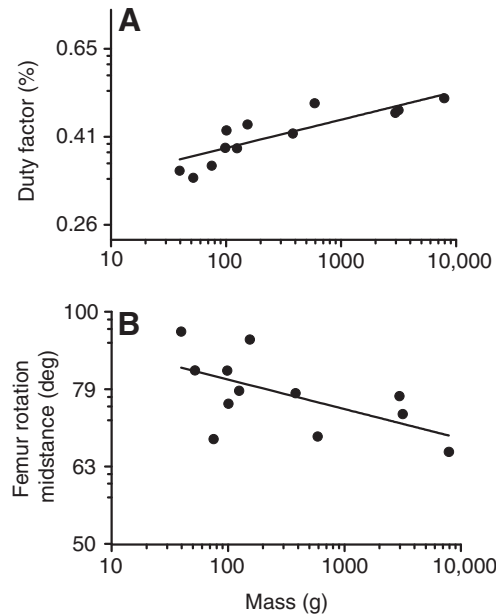 A
0.65
0.41
0.26
Duty factor (%)
10 100 1000 10,000
B
100
79
63
50
Femur rotation
midstance (deg)
10 100 1000 10,000
Mass (g)